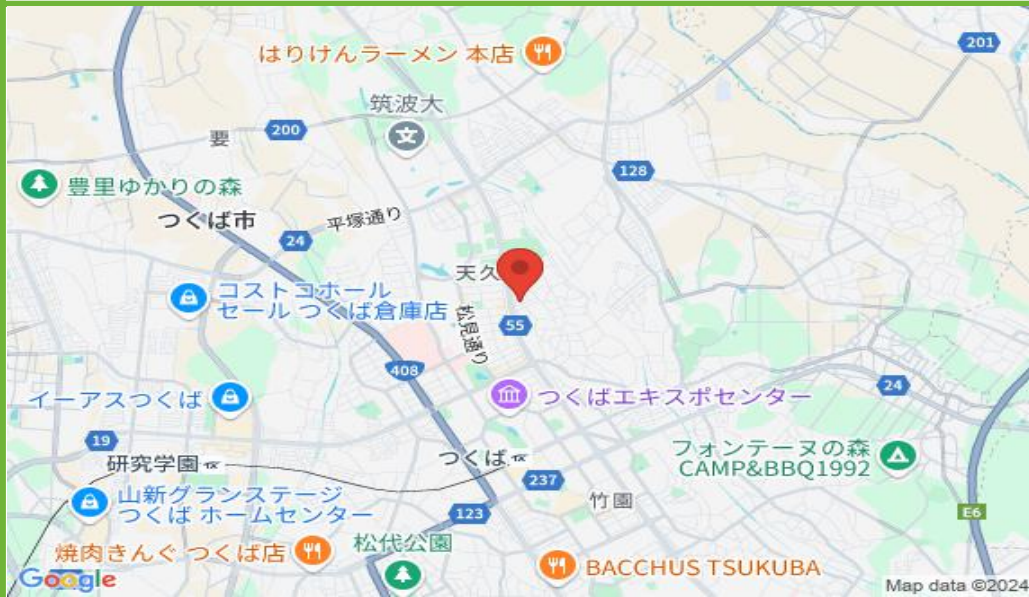 はりけんラーメン 本店
201
筑波大
要
200
128
豊里ゆかりの森
つくば市
平塚通り
24
天久
コストコホール
セール つくば倉庫店
松見通り
55
408
イーアスつくば
つくばエキスポセンター
24
19
研究学園
つくば
フォンテーヌの森
CAMP&BBQ1992
237
山新グランステージ
つくば ホームセンター
123
竹園
E6
焼肉きんぐ つくば店
松代公園
BACCHUS TSUKUBA
Google
Map data ©2024